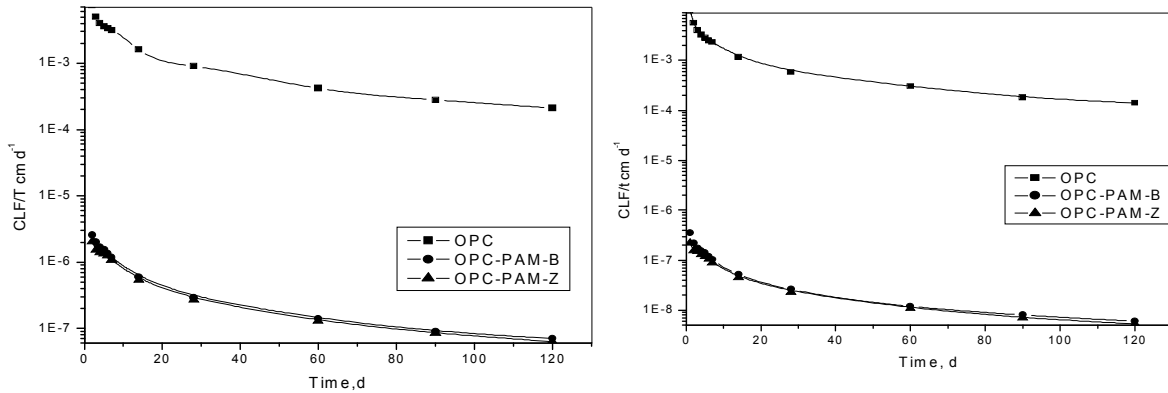 CLF/T cm d-1
1E-3
1E-4
1E-5
1E-6
1E-7
OPC
OPC-PAM-B
OPC-PAM-Z
0 20 40 60 80 100 120
Time,d
CLF/t cm d-1
1E-3
1E-4
1E-5
1E-6
1E-7
1E-8
OPC
OPC-PAM-B
OPC-PAM-Z
0 20 40 60 80 100 120
Time, d